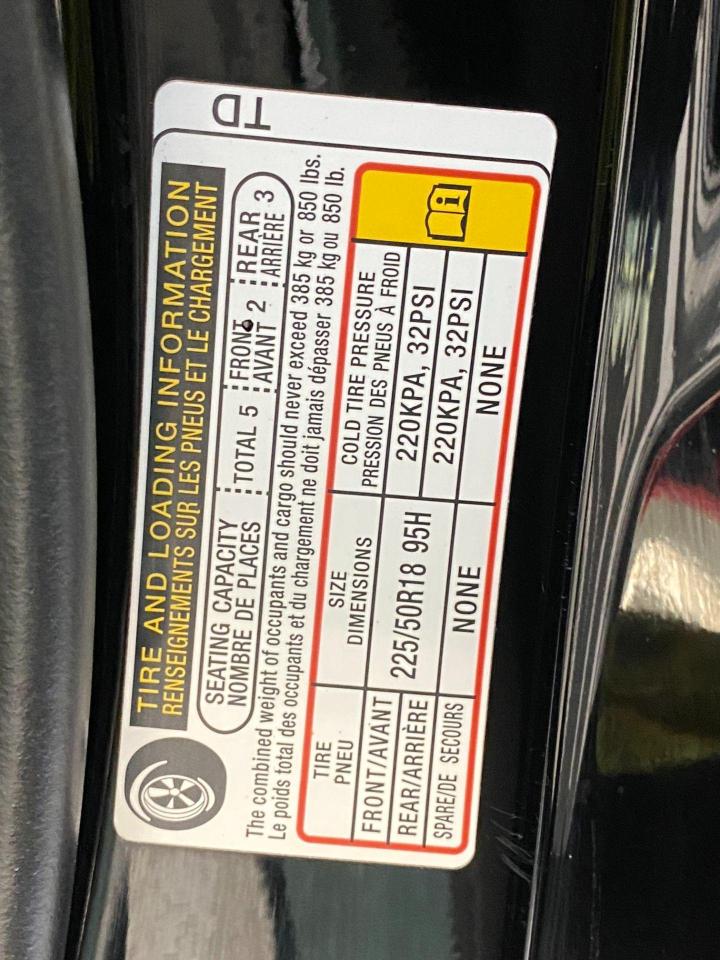 TD
TIRE AND LOADING INFORMATION
RENSEIGNEMENTS SUR LES PNEUS ET LE CHARGEMENT
SEATING CAPACITY TOTAL 5 FRONT 2 REAR 3
NOMBRE DE PLACES AVANT ARRIÈRE
The combined weight of occupants and cargo should never exceed 385 kg or 850 lbs.
Le poids total des occupants et du chargement ne doit jamais dépasser 385 kg ou 850 lb.
TIRE SIZE COLD TIRE PRESSURE
PNEU DIMENSIONS PRESSION DES PNEUS À FROID
FRONT/AVANT 225/50R18 95H 220KPA, 32PSI
REAR/ARRIÈRE 220KPA, 32PSI
SPARE/DE SECOURS NONE NONE